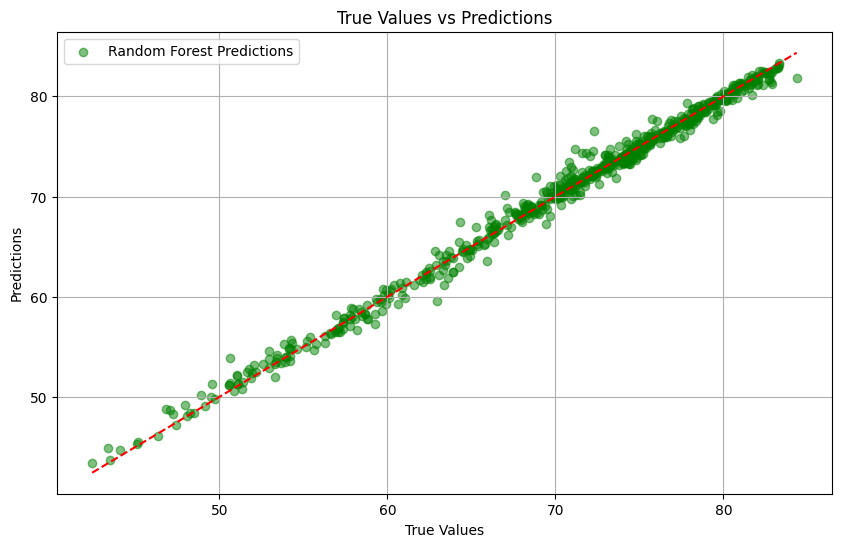 True Values vs Predictions
Random Forest Predictions
Predictions
80
70
60
50
50 60 70 80
True Values